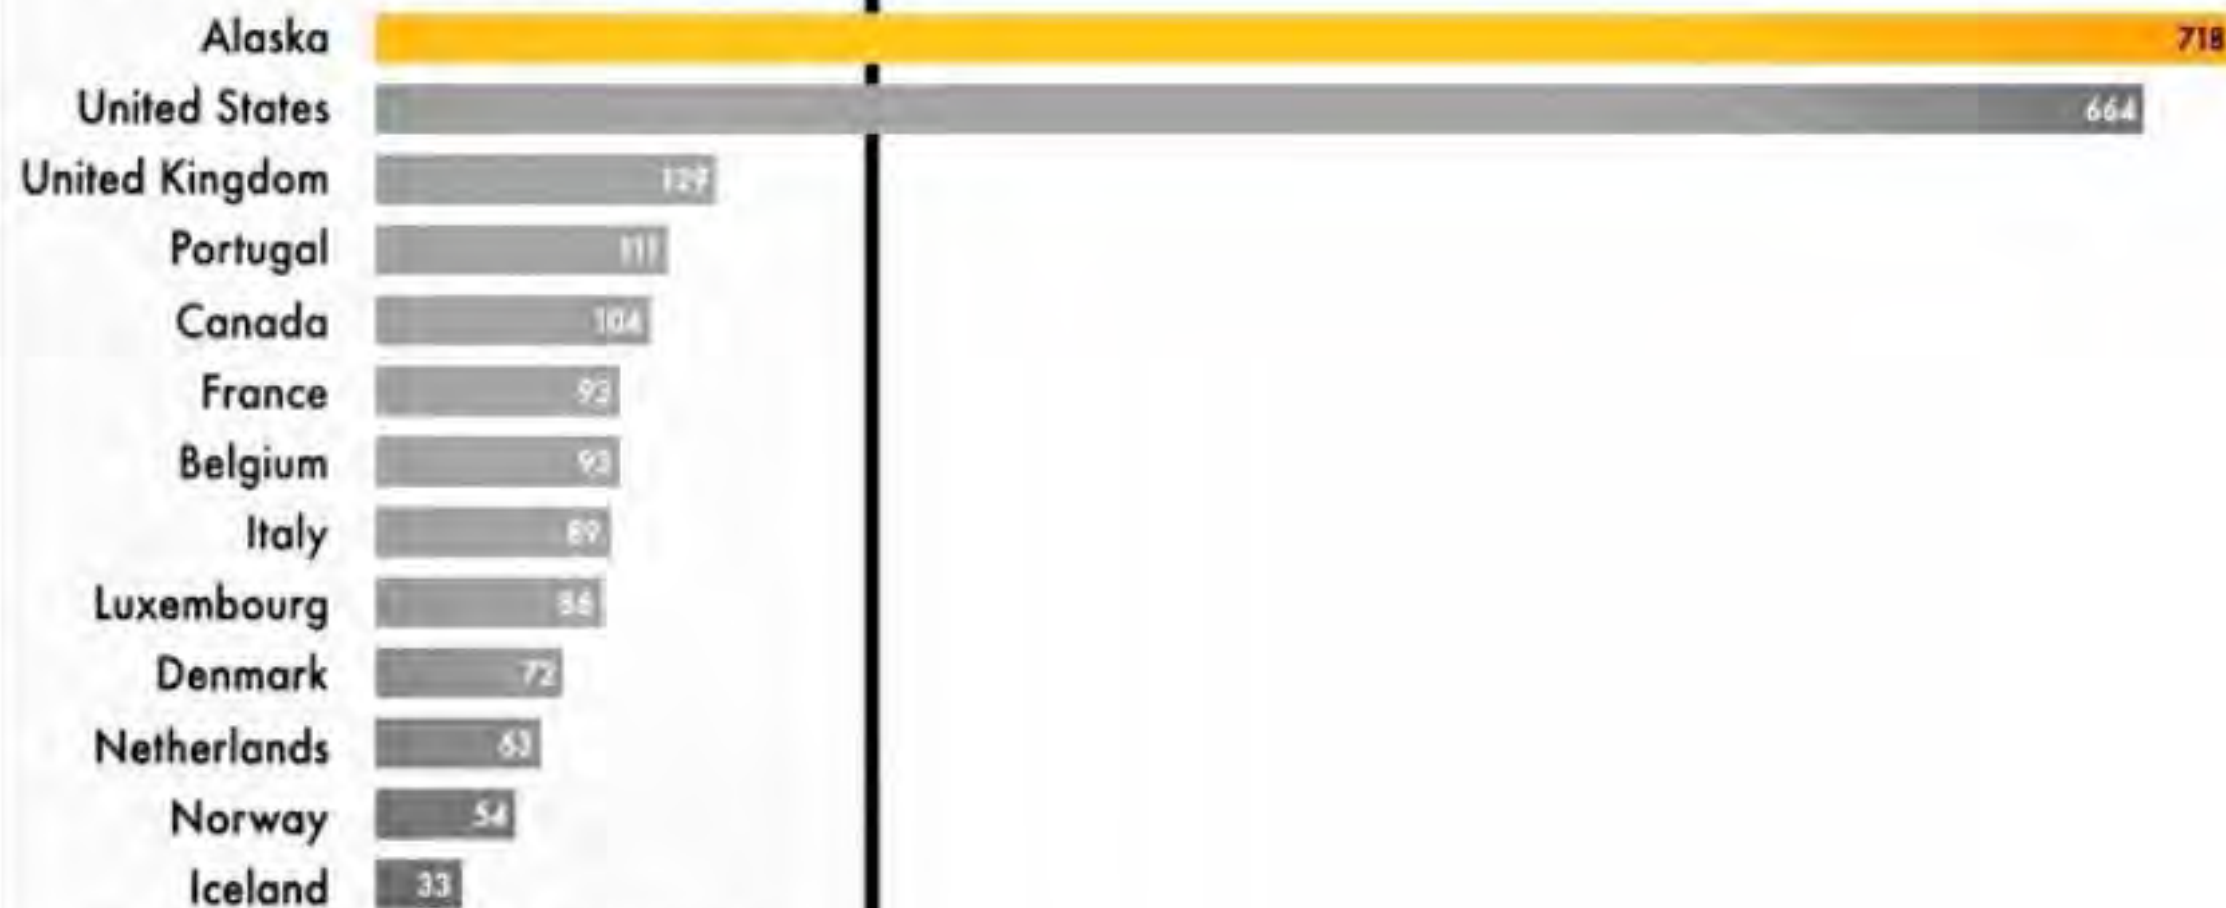 Alaska 718
United States 664
United Kingdom 129
Portugal 111
Canada 104
France 93
Belgium 93
Italy 89
Luxembourg 86
Denmark 72
Netherlands 63
Norway 54
Iceland 33